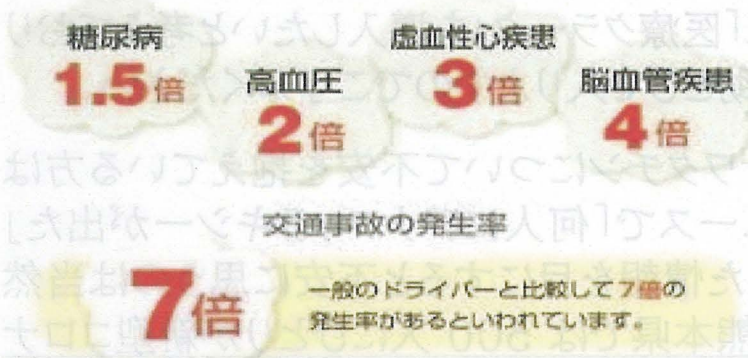 糖尿病
1.5倍
高血圧
2倍
虚血性心疾患
3倍
脳血管疾患
4倍
交通事故の発生率
7倍
一般のドライバーと比較して7倍の
発生率があるといわれています。